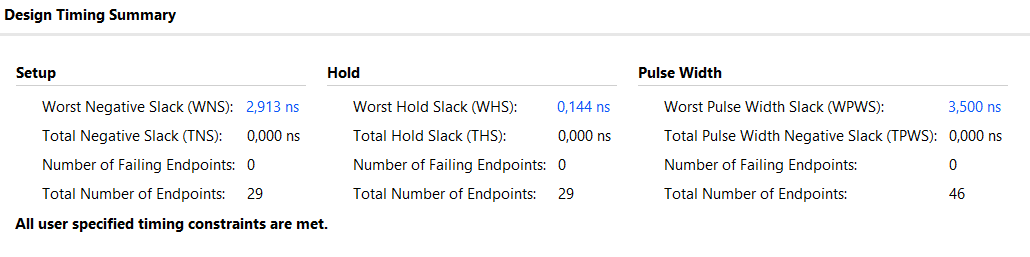 Design Timing Summary
Setup Hold Pulse Width
Worst Negative Slack (WNS): 2,913 ns Worst Hold Slack (WHS): 0,144 ns Worst Pulse Width Slack (WPWS): 3,500 ns
Total Negative Slack (TNS): 0,000 ns Total Hold Slack (THS): 0,000 ns Total Pulse Width Negative Slack (TPWS): 0,000 ns
Number of Failing Endpoints: 0 Number of Failing Endpoints: 0 Number of Failing Endpoints: 0
Total Number of Endpoints: 29 Total Number of Endpoints: 29 Total Number of Endpoints: 46
All user specified timing constraints are met.